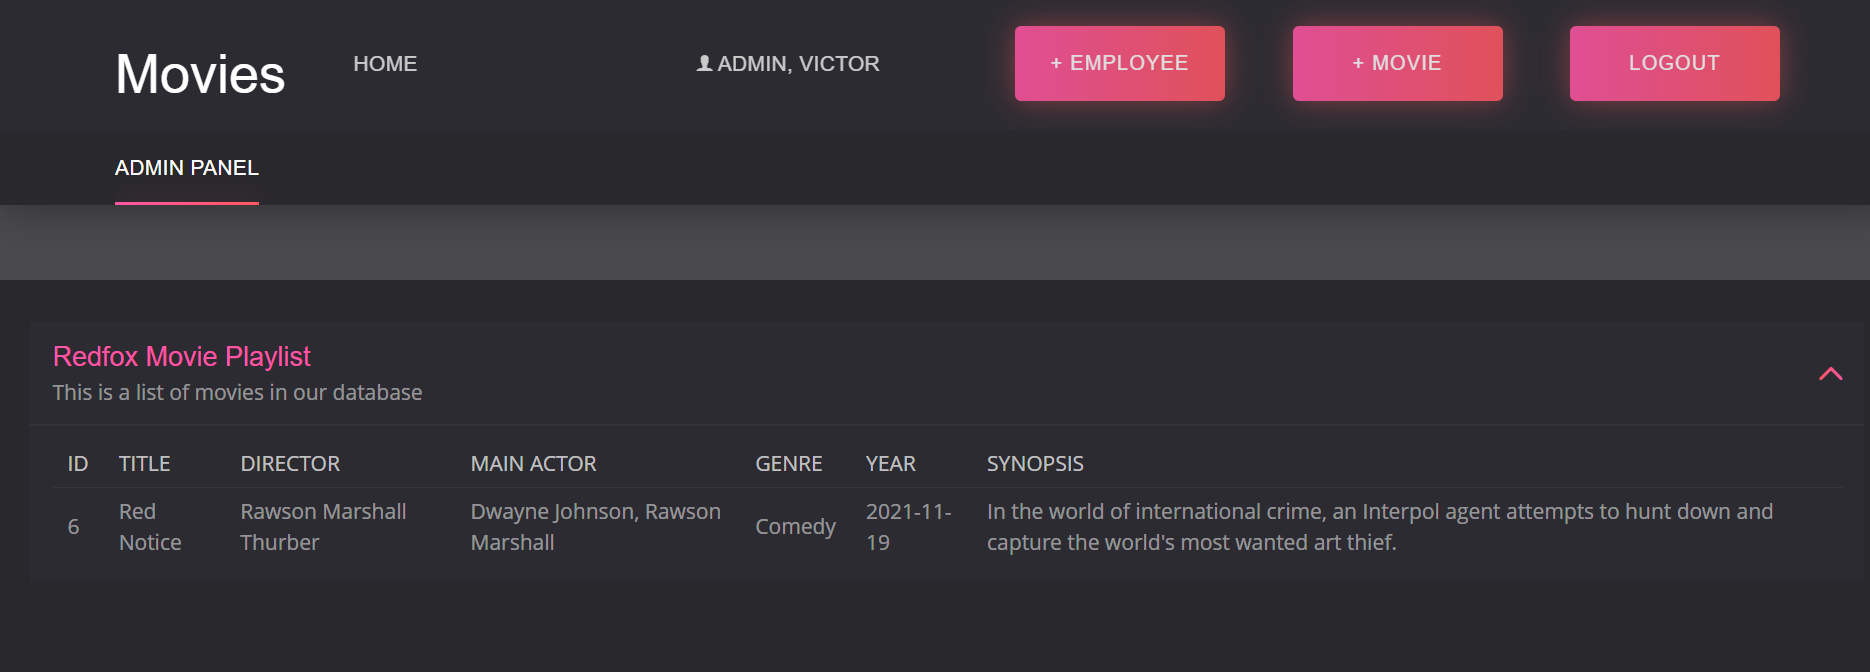 Movies
HOME
ADMIN, VICTOR
+ EMPLOYEE
+ MOVIE
LOGOUT
ADMIN PANEL
Redfox Movie Playlist
This is a list of movies in our database
ID TITLE DIRECTOR MAIN ACTOR GENRE YEAR SYNOPSIS
6
Red
Notice
Rawson Marshall
Thurber
Dwayne Johnson, Rawson
Marshall
Comedy
2021-11-
19
In the world of international crime, an Interpol agent attempts to hunt down and
capture the world's most wanted art thief.